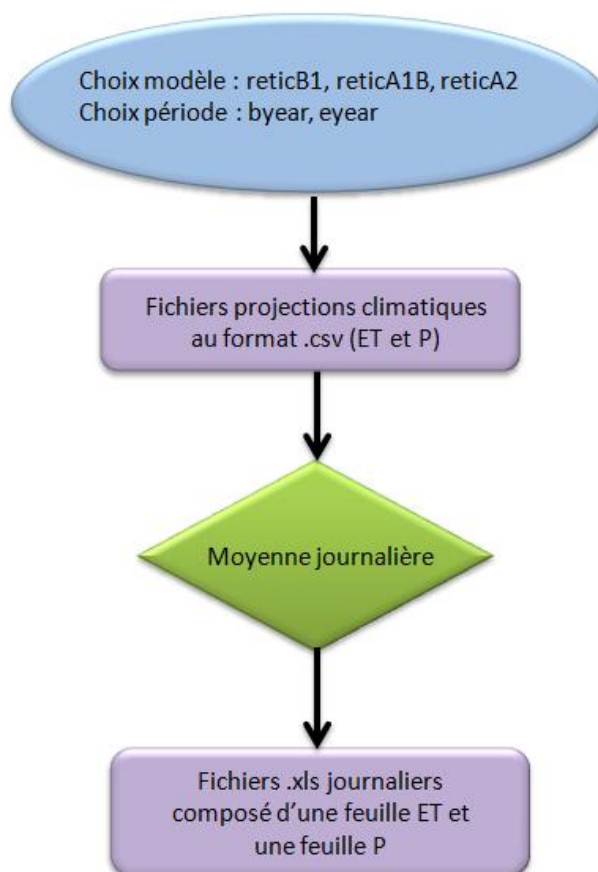 Choix modèle : reticB1, reticA1B, reticA2
Choix période : byear, eyear
Fichiers projections climatiques
au format .csv (ET et P)
Moyenne journalière
Fichiers .xls journaliers
composé d'une feuille ET et
une feuille P